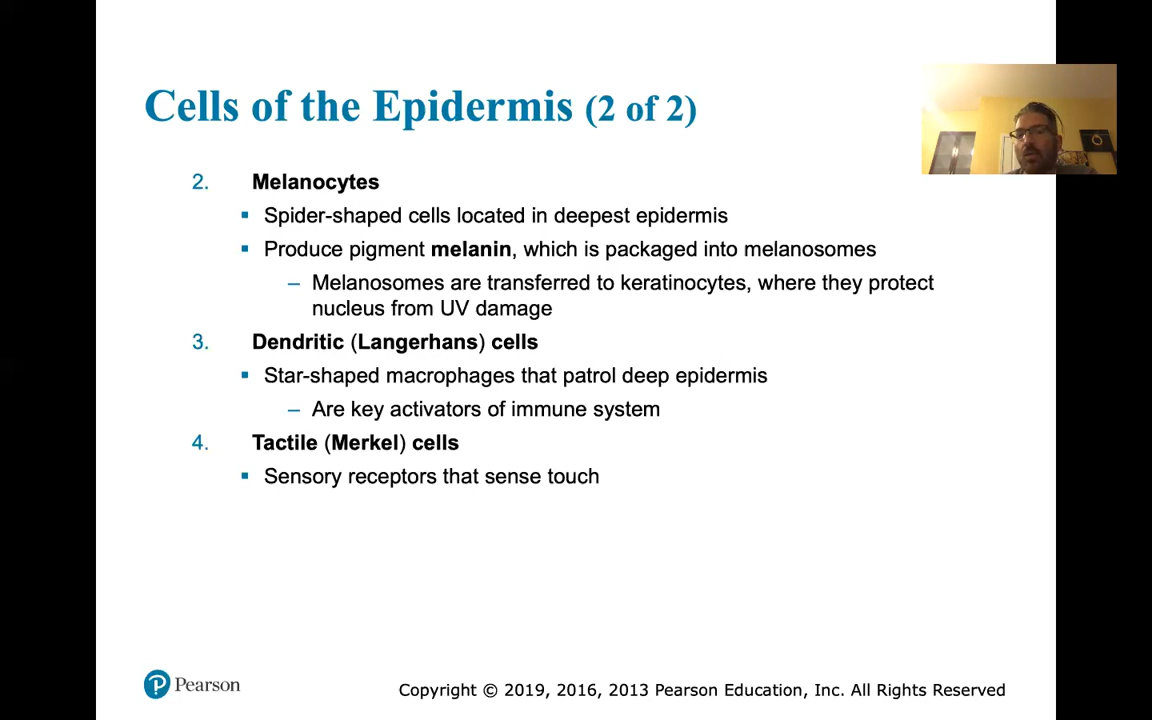 Cells of the Epidermis (2 of 2)
2. Melanocytes
▪ Spider-shaped cells located in deepest epidermis
▪ Produce pigment melanin, which is packaged into melanosomes
– Melanosomes are transferred to keratinocytes, where they protect
nucleus from UV damage
3. Dendritic (Langerhans) cells
▪ Star-shaped macrophages that patrol deep epidermis
– Are key activators of immune system
4. Tactile (Merkel) cells
▪ Sensory receptors that sense touch
P Pearson
Copyright © 2019, 2016, 2013 Pearson Education, Inc. All Rights Reserved